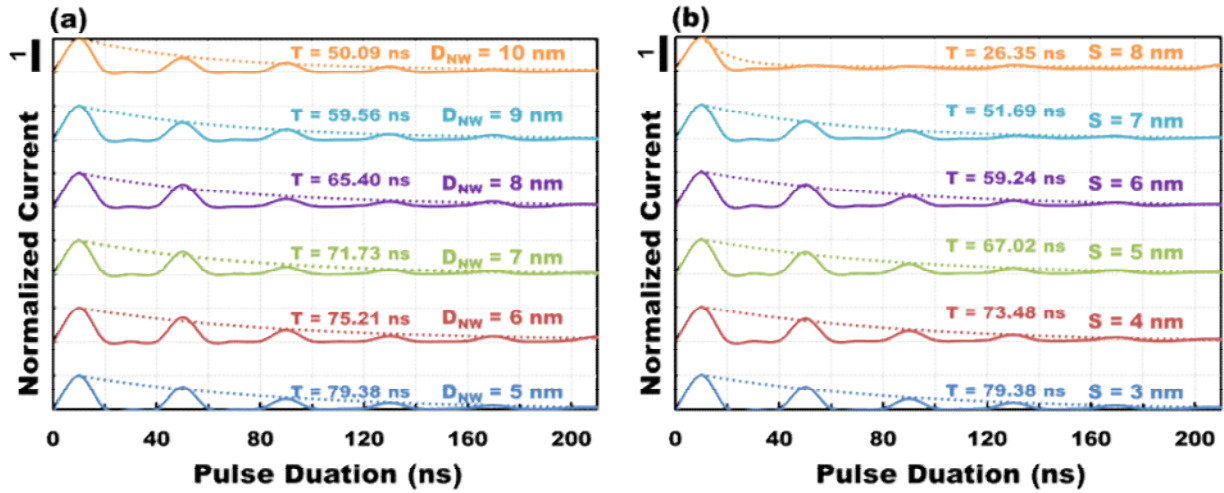 (a)
1
Normalized Current
T = 50.09 ns D_NW = 10 nm
T = 59.56 ns D_NW = 9 nm
T = 65.40 ns D_NW = 8 nm
T = 71.73 ns D_NW = 7 nm
T = 75.21 ns D_NW = 6 nm
T = 79.38 ns D_NW = 5 nm
0 40 80 120 160 200
Pulse Duation (ns)
(b)
1
Normalized Current
T = 26.35 ns S = 8 nm
T = 51.69 ns S = 7 nm
T = 59.24 ns S = 6 nm
T = 67.02 ns S = 5 nm
T = 73.48 ns S = 4 nm
T = 79.38 ns S = 3 nm
0 40 80 120 160 200
Pulse Duation (ns)